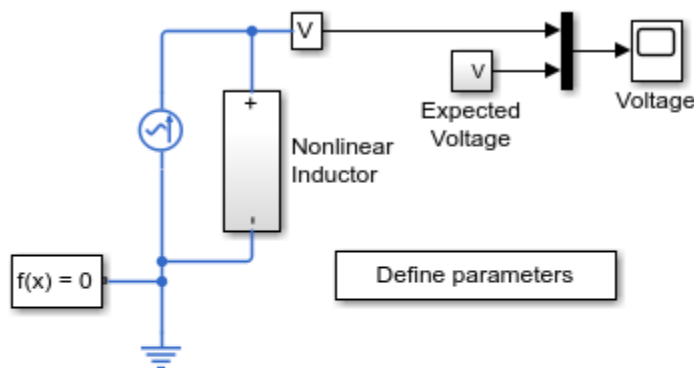 V
V
Expected
Voltage
Voltage
+
Nonlinear
Inductor
-
f(x) = 0
Define parameters